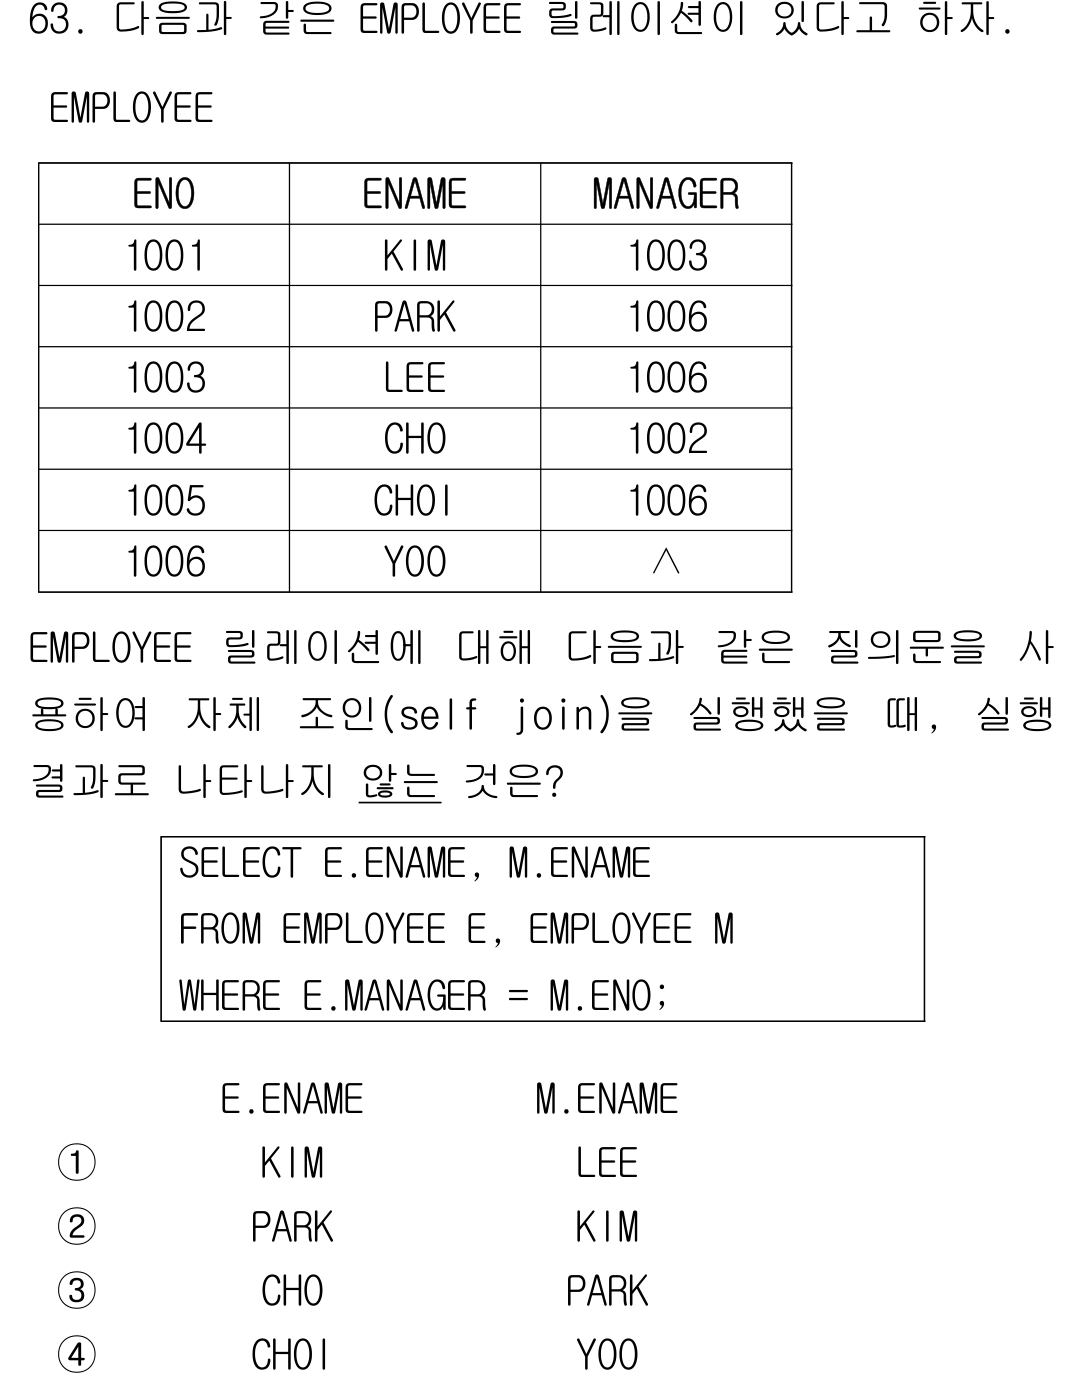 63. 다음과 같은 EMPLOYEE 릴레이션이 있다고 하자.
EMPLOYEE
ENO ENAME MANAGER
1001 KIM 1003
1002 PARK 1006
1003 LEE 1006
1004 CHO 1002
1005 CHOI 1006
1006 YOO ∧
EMPLOYEE 릴레이션에 대해 다음과 같은 질의문을 사
용하여 자체 조인(self join)을 실행했을 때, 실행
결과로 나타나지 않는 것은?
SELECT E.ENAME, M.ENAME
FROM EMPLOYEE E, EMPLOYEE M
WHERE E.MANAGER = M.ENO;
E.ENAME M.ENAME
① KIM LEE
② PARK KIM
③ CHO PARK
④ CHOI YOO